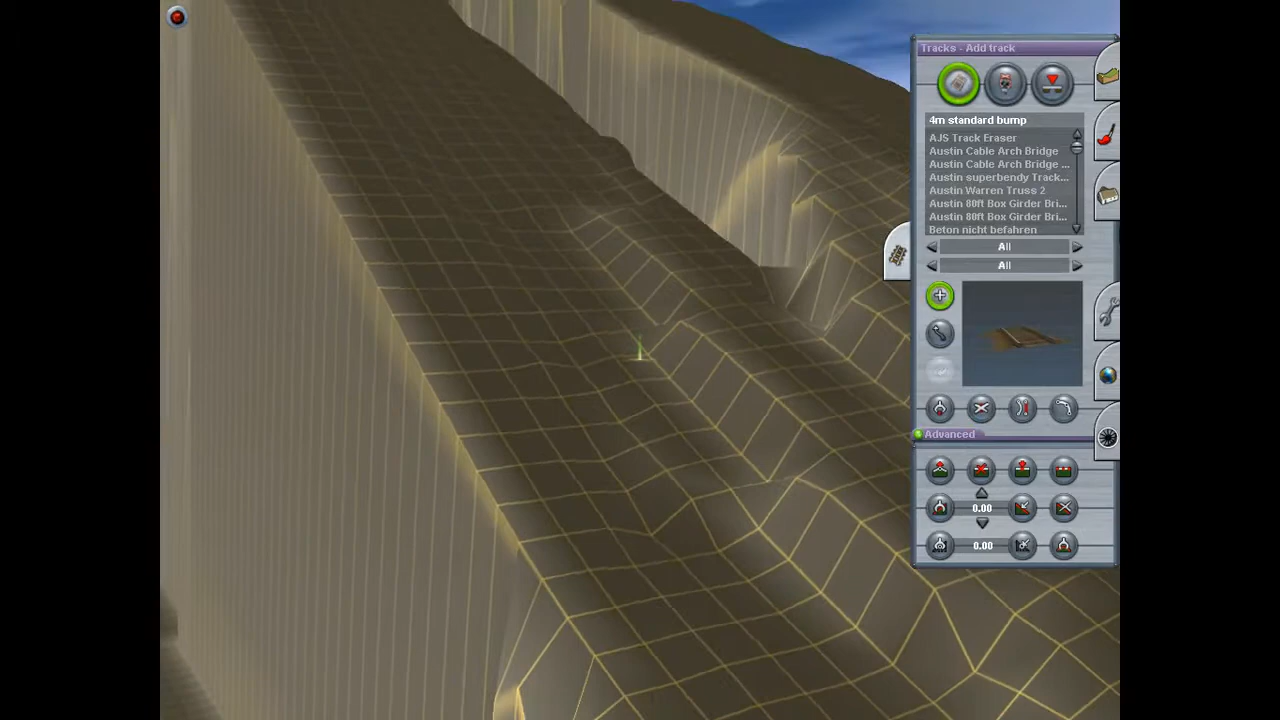 Tracks - Add track
4m standard bump
AJS Track Eraser
Austin Cable Arch Bridge
Austin Cable Arch Bridge ...
Austin superbendy Track...
Austin Warren Truss 2
Austin 80ft Box Girder Bri...
Austin 80ft Box Girder Bri...
Beton nicht befahren
All
All
Advanced
0.00
0.00